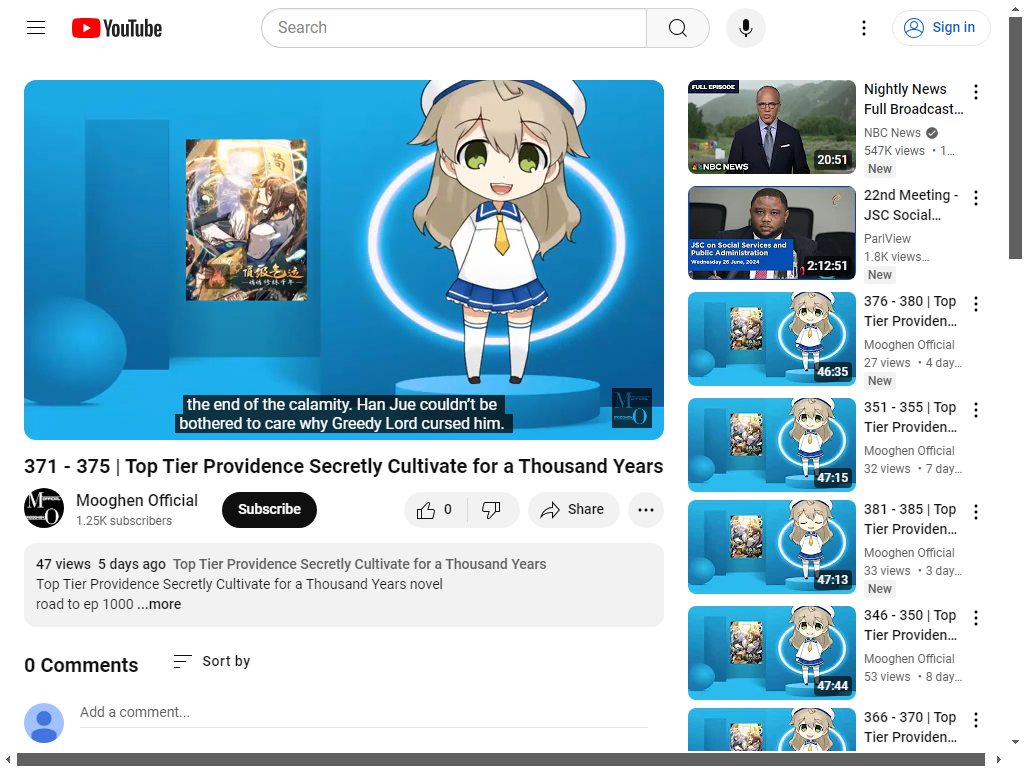 YouTube
Search
Sign in
the end of the calamity. Han Jue couldn’t be
bothered to care why Greedy Lord cursed him.
371 - 375 | Top Tier Providence Secretly Cultivate for a Thousand Years
Mooghen Official
1.25K subscribers
Subscribe
0
Share
47 views 5 days ago Top Tier Providence Secretly Cultivate for a Thousand Years
Top Tier Providence Secretly Cultivate for a Thousand Years novel
road to ep 1000 ...more
0 Comments
Sort by
Add a comment...
FULL EPISODE
NBC NEWS
20:51
Nightly News
Full Broadcast…
NBC News
547K views • 1…
New
JSC on Social Services and
Public Administration
Wednesday 26 June, 2024
2:12:51
22nd Meeting -
JSC Social…
ParlView
1.8K views…
New
46:35
376 - 380 | Top
Tier Providen…
Mooghen Official
27 views • 4 day…
New
47:15
351 - 355 | Top
Tier Providen…
Mooghen Official
32 views • 7 day…
47:13
381 - 385 | Top
Tier Providen…
Mooghen Official
33 views • 3 day…
New
47:44
346 - 350 | Top
Tier Providen…
Mooghen Official
53 views • 8 day…
366 - 370 | Top
Tier Providen…